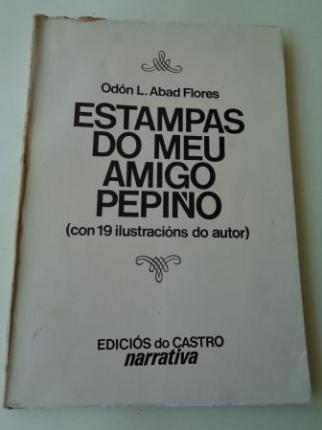 Odón L. Abad Flores
ESTAMPAS
DO MEU
AMIGO
PEPIÑO
(con 19 ilustracións do autor)
EDICIÓS do CASTRO
narrativa